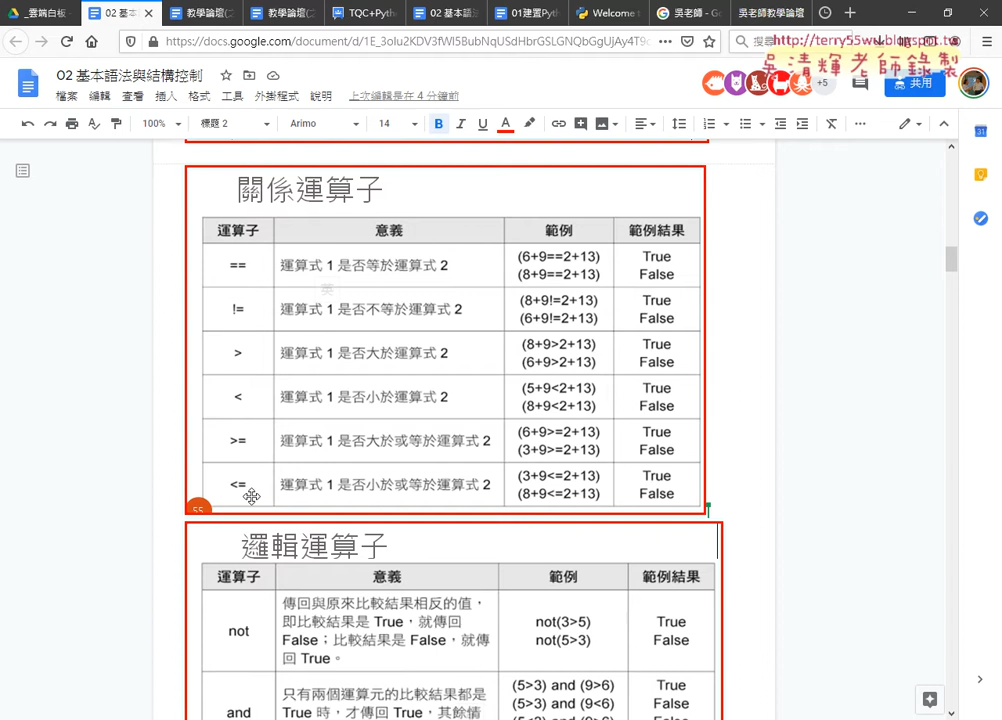 _雲端白板
02 基本
教學論壇(2
教學論壇(
TQC+Pyth
02 基本語法
01建置Pyth
Welcome t
吳老師 - Go
吳老師教學論壇
https://docs.google.com/document/d/1E_3olu2KDV3fWI5BubNqUSdHbrGSLGNQbGgUjAy4T9c
http://terry55wu.blogspot.tw
吳清輝老師錄製
02 基本語法與結構控制
檔案 編輯 查看 插入 格式 工具 外掛程式 說明 上次編輯是在 4 分鐘前
+5
共用
100% 標題 2 Arimo 14 B I U A
關係運算子
運算子 意義 範例 範例結果
== 運算式 1 是否等於運算式 2 (6+9==2+13) True
(8+9==2+13) False
英
!= 運算式 1 是否不等於運算式 2 (8+9!=2+13) True
(6+9!=2+13) False
> 運算式 1 是否大於運算式 2 (8+9>2+13) True
(6+9>2+13) False
< 運算式 1 是否小於運算式 2 (5+9<2+13) True
(8+9<2+13) False
>= 運算式 1 是否大於或等於運算式 2 (6+9>=2+13) True
(3+9>=2+13) False
<= 運算式 1 是否小於或等於運算式 2 (3+9<=2+13) True
(8+9<=2+13) False
55
邏輯運算子
運算子 意義 範例 範例結果
not 傳回與原來比較結果相反的值，
即比較結果是 True，就傳回 not(3>5) True
False；比較結果是 False，就傳 not(5>3) False
回 True。
and 只有兩個運算元的比較結果都是 (5>3) and (9>6) True
True 時，才傳回 True，其餘情 (5>3) and (9<6) False